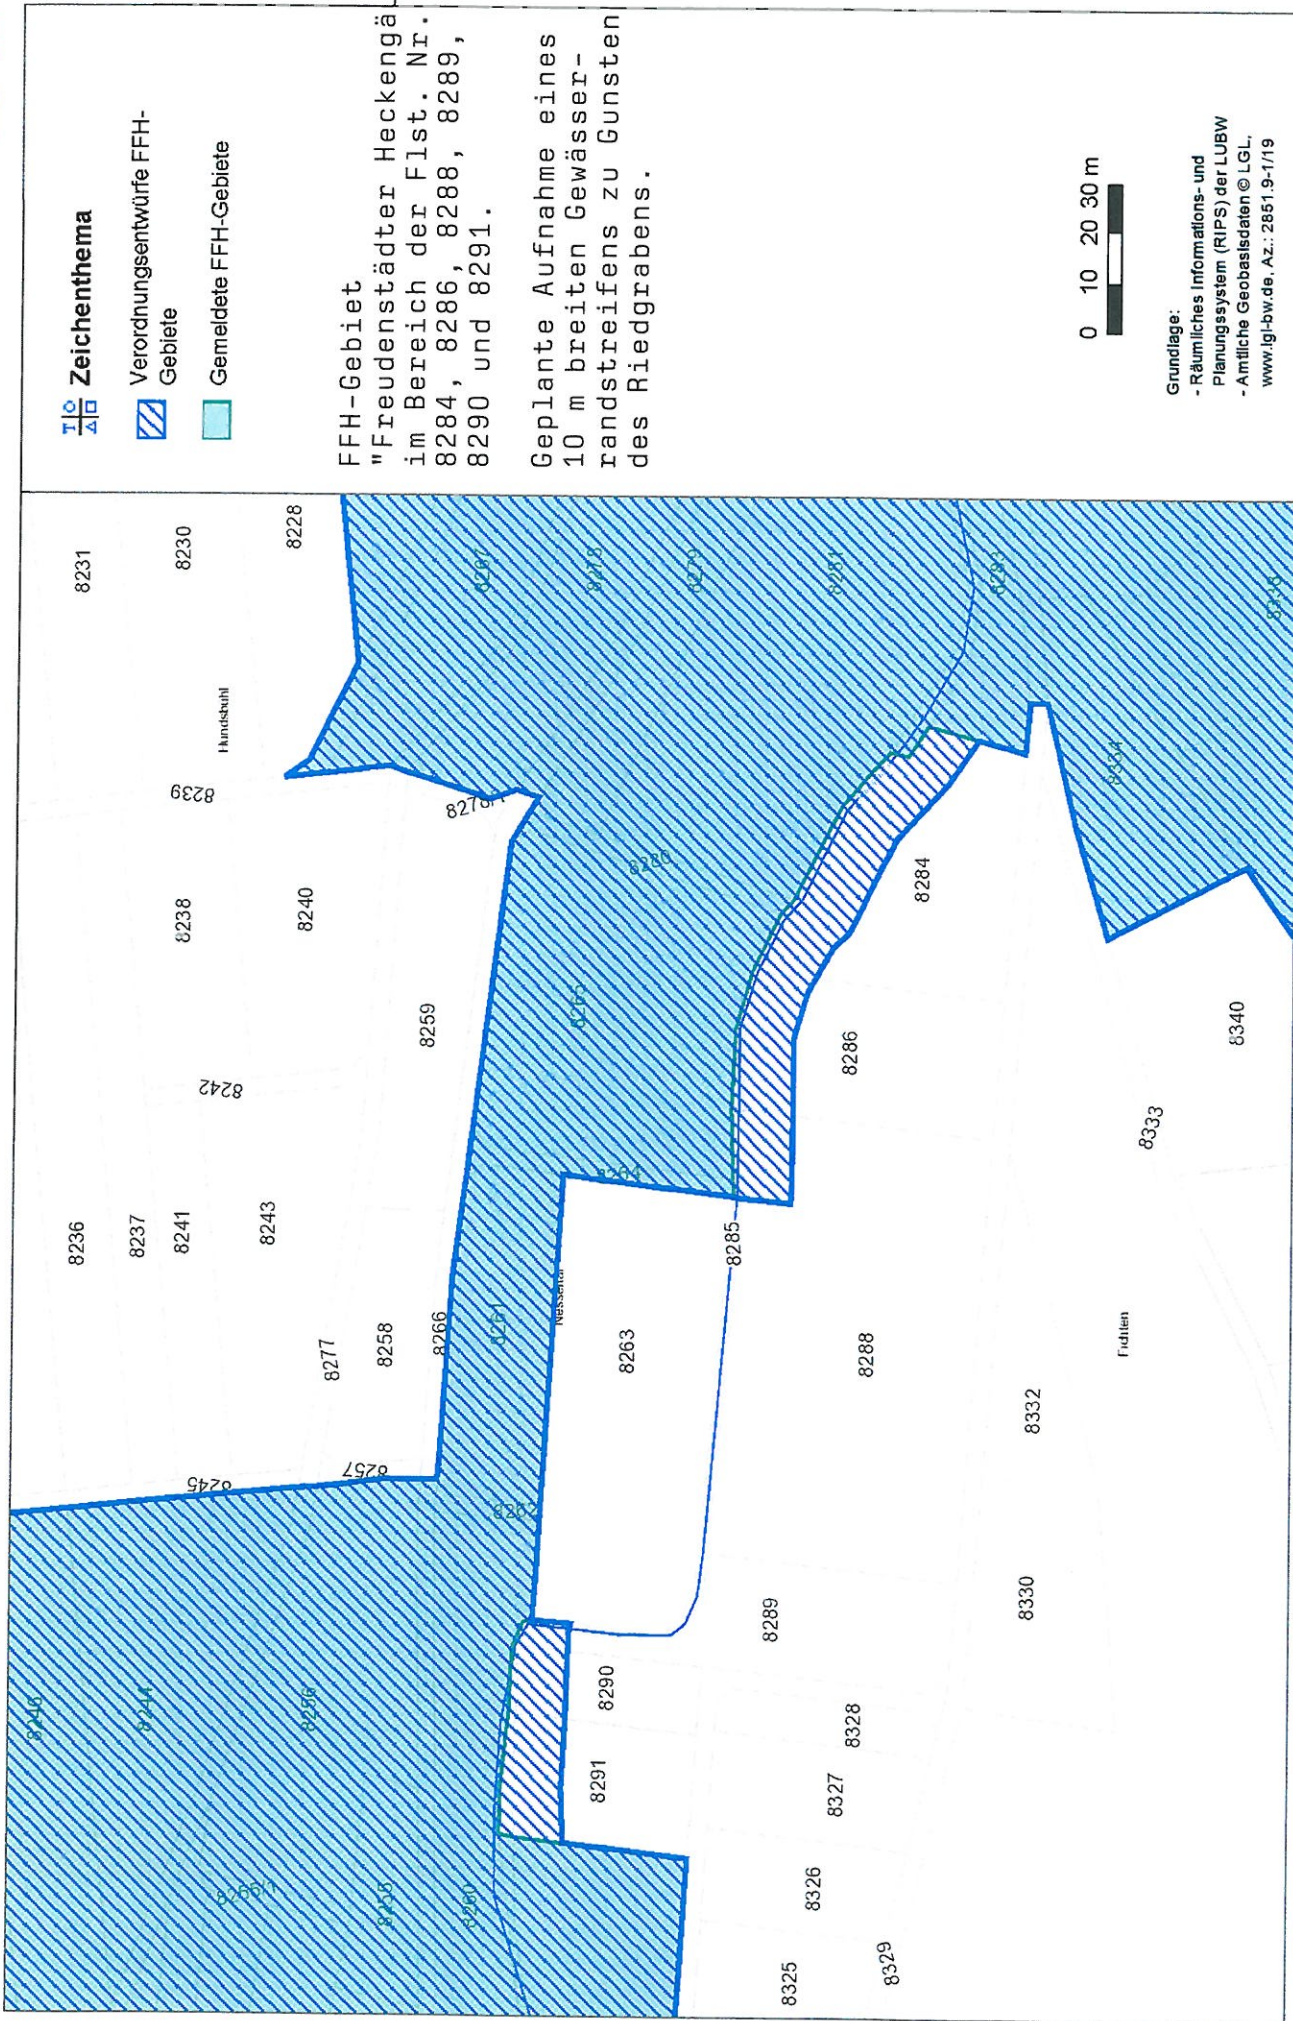 Zeichenthema
Verordnungsentwürfe FFH-
Gebiete
Gemeldete FFH-Gebiete
FFH-Gebiet
"Freudenstädter Heckengä
im Bereich der Flst. Nr.
8284, 8286, 8288, 8289,
8290 und 8291.
Geplante Aufnahme eines
10 m breiten Gewässer-
randstreifens zu Gunsten
des Riedgrabens.
0 10 20 30 m
Grundlage:
- Räumliches Informations- und
Planungssystem (RIPS) der LUBW
- Amtliche Geobasisdaten © LGL,
www.lgl-bw.de, Az.: 2851.9-1/19
8231
8230
8228
Hundsbuhl
8239
8238
8240
8242
8259
8236
8237
8241
8243
8277
8258
8266
8245
8257
8267
8278
8279
8281
8283
8338
8334
8280
8265
8264
8261
8262
8263
8285
8284
8286
8288
8340
8333
Fichten
8332
8330
8289
8290
8291
8328
8327
8326
8325
8329
8246
8244
8256
8255/1
8260